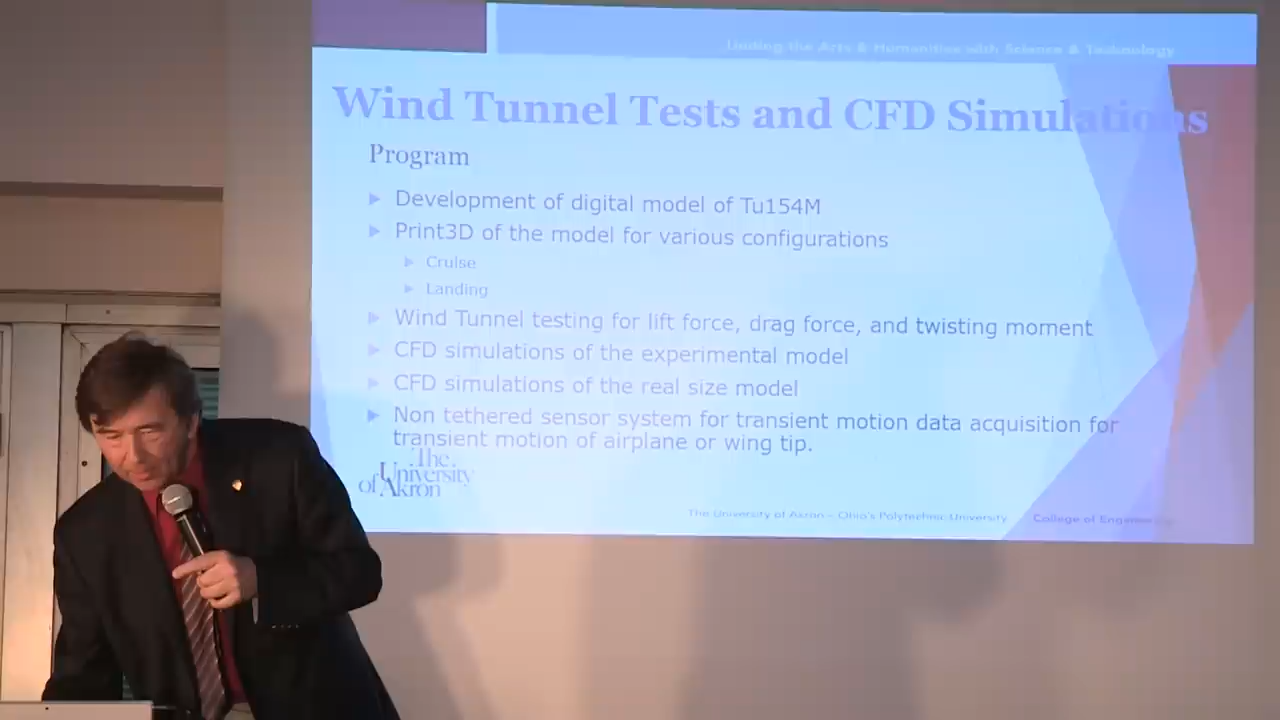 Uniting the Arts & Humanities with Science & Technology
Wind Tunnel Tests and CFD Simulations
Program
Development of digital model of Tu154M
Print3D of the model for various configurations
Cruise
Landing
Wind Tunnel testing for lift force, drag force, and twisting moment
CFD simulations of the experimental model
CFD simulations of the real size model
Non tethered sensor system for transient motion data acquisition for
transient motion of airplane or wing tip.
The
University
of Akron
The University of Akron – Ohio's Polytechnic University College of Engineering